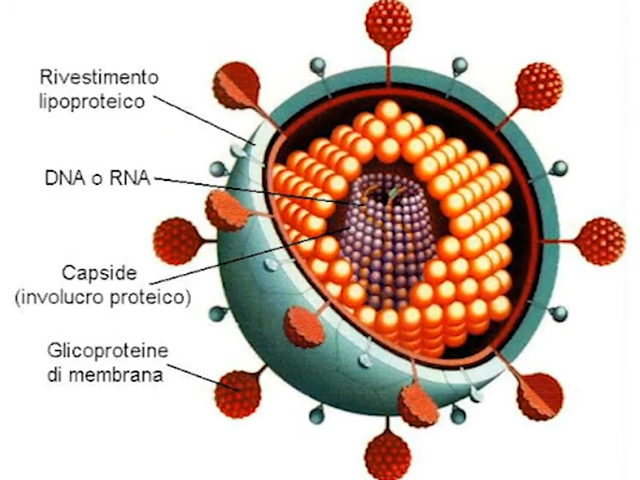 Rivestimento
lipoproteico
DNA o RNA
Capside
(involucro proteico)
Glicoproteine
di membrana